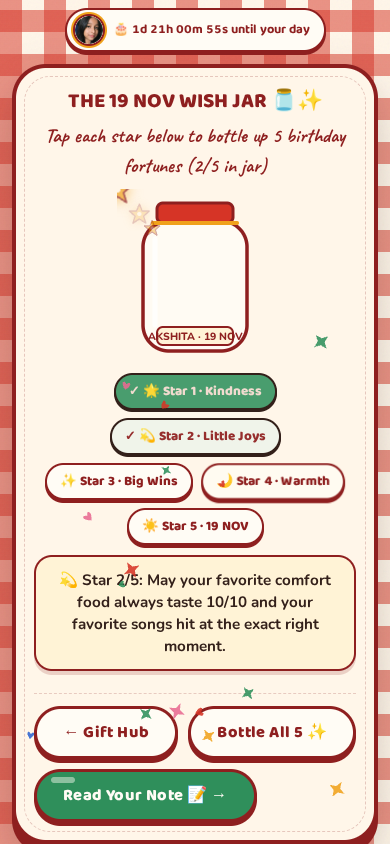 🎂 1d 21h 00m 55s until your day
THE 19 NOV WISH JAR 🫙✨
Tap each star below to bottle up 5 birthday
fortunes (2/5 in jar)
AKSHITA · 19 NOV
✓ 🌟 Star 1 · Kindness
✓ 💫 Star 2 · Little Joys
✨ Star 3 · Big Wins
🌙 Star 4 · Warmth
☀️ Star 5 · 19 NOV
💫 Star 2/5: May your favorite comfort
food always taste 10/10 and your
favorite songs hit at the exact right
moment.
← Gift Hub
Bottle All 5 ✨
Read Your Note 📝 →